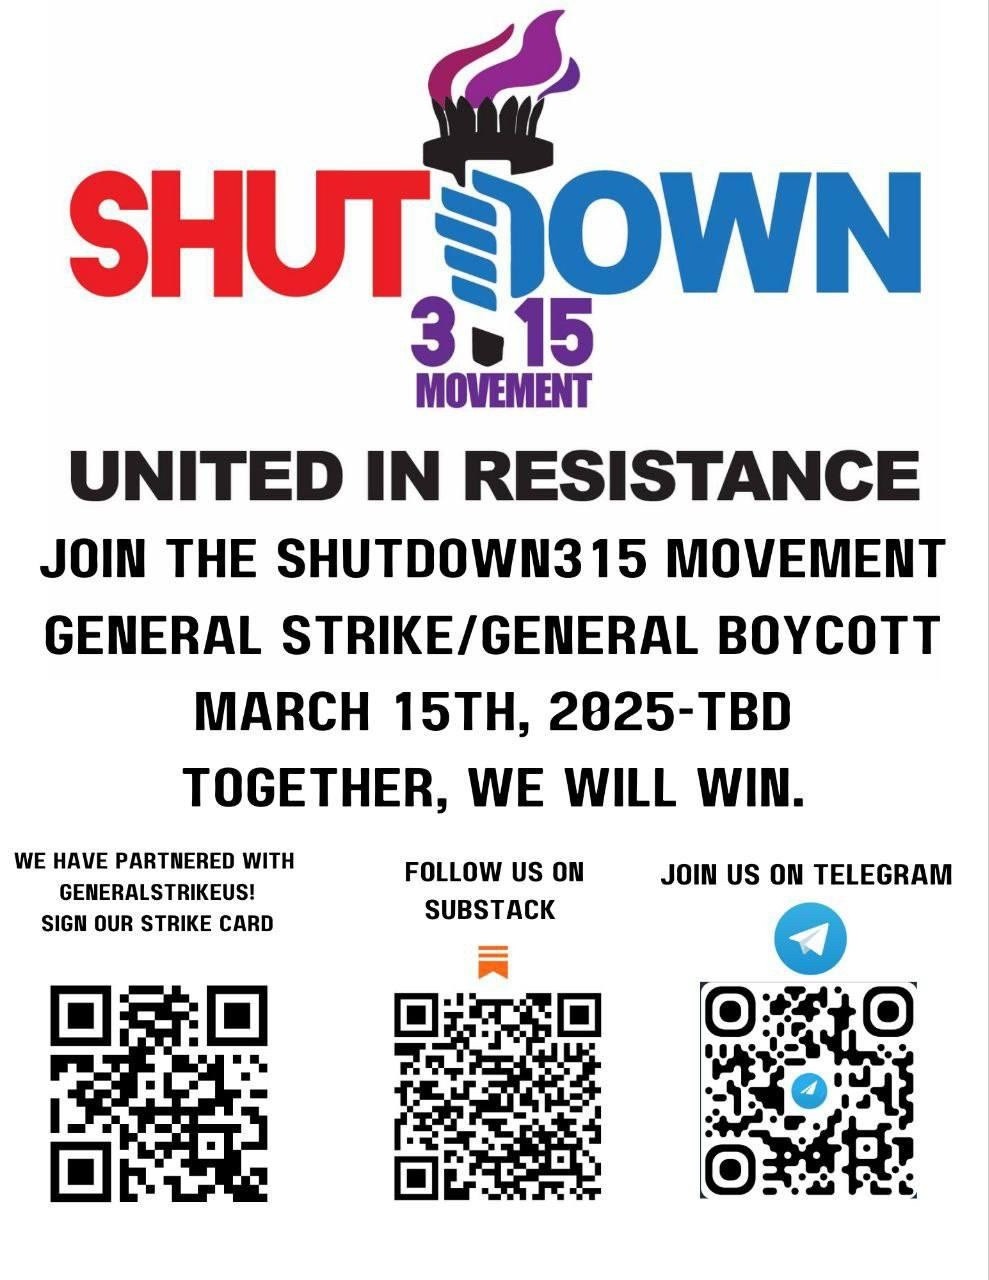 SHUTDOWN
3.15
MOVEMENT
UNITED IN RESISTANCE
JOIN THE SHUTDOWN315 MOVEMENT
GENERAL STRIKE/GENERAL BOYCOTT
MARCH 15TH, 2025-TBD
TOGETHER, WE WILL WIN.
WE HAVE PARTNERED WITH
GENERALSTRIKEUS!
SIGN OUR STRIKE CARD
FOLLOW US ON
SUBSTACK
JOIN US ON TELEGRAM